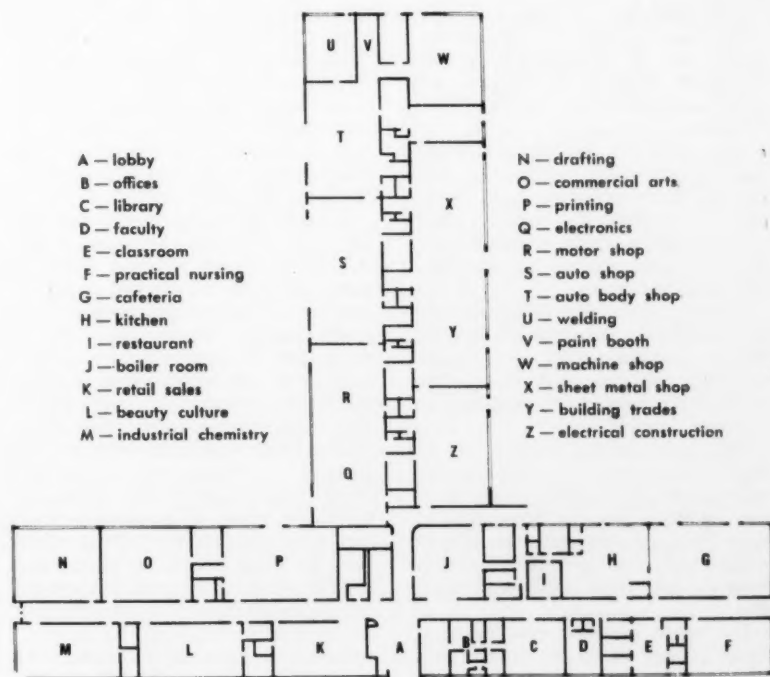 U V W
T
A — lobby
B — offices
C — library
D — faculty
E — classroom
F — practical nursing
G — cafeteria
H — kitchen
I — restaurant
J — boiler room
K — retail sales
L — beauty culture
M — industrial chemistry
X
S
Y
R
Z
Q
N — drafting
O — commercial arts
P — printing
Q — electronics
R — motor shop
S — auto shop
T — auto body shop
U — welding
V — paint booth
W — machine shop
X — sheet metal shop
Y — building trades
Z — electrical construction
N O P J I H G
M L K A B C D E F